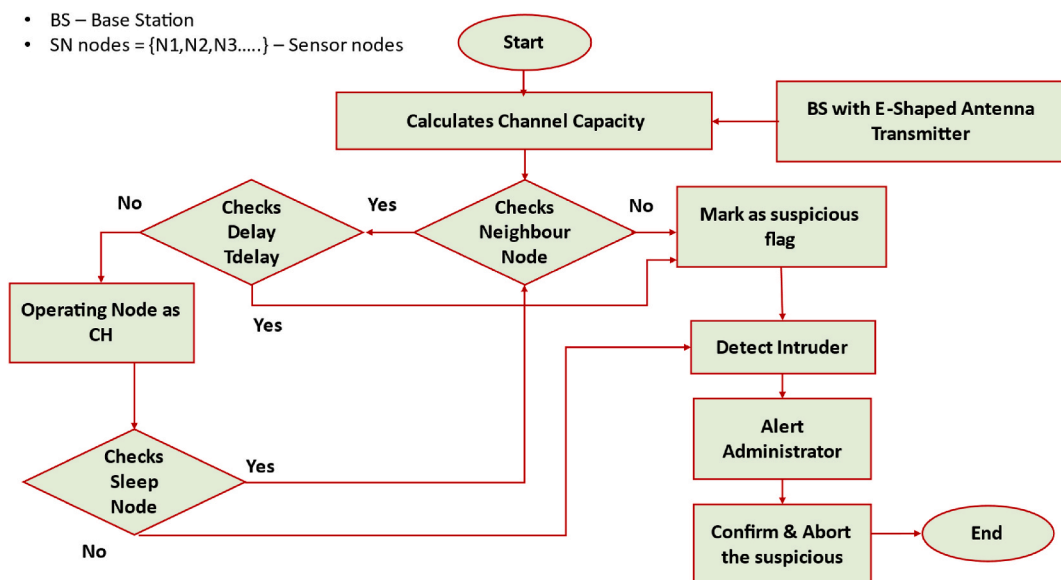 • BS – Base Station
• SN nodes = {N1,N2,N3.....} – Sensor nodes
Start
Calculates Channel Capacity
BS with E-Shaped Antenna
Transmitter
No
Checks
Delay
Tdelay
Yes
Checks
Neighbour
Node
No
Mark as suspicious
flag
Operating Node as
CH
Yes
Detect Intruder
Alert
Administrator
Checks
Sleep
Node
Yes
No
Confirm & Abort
the suspicious
End